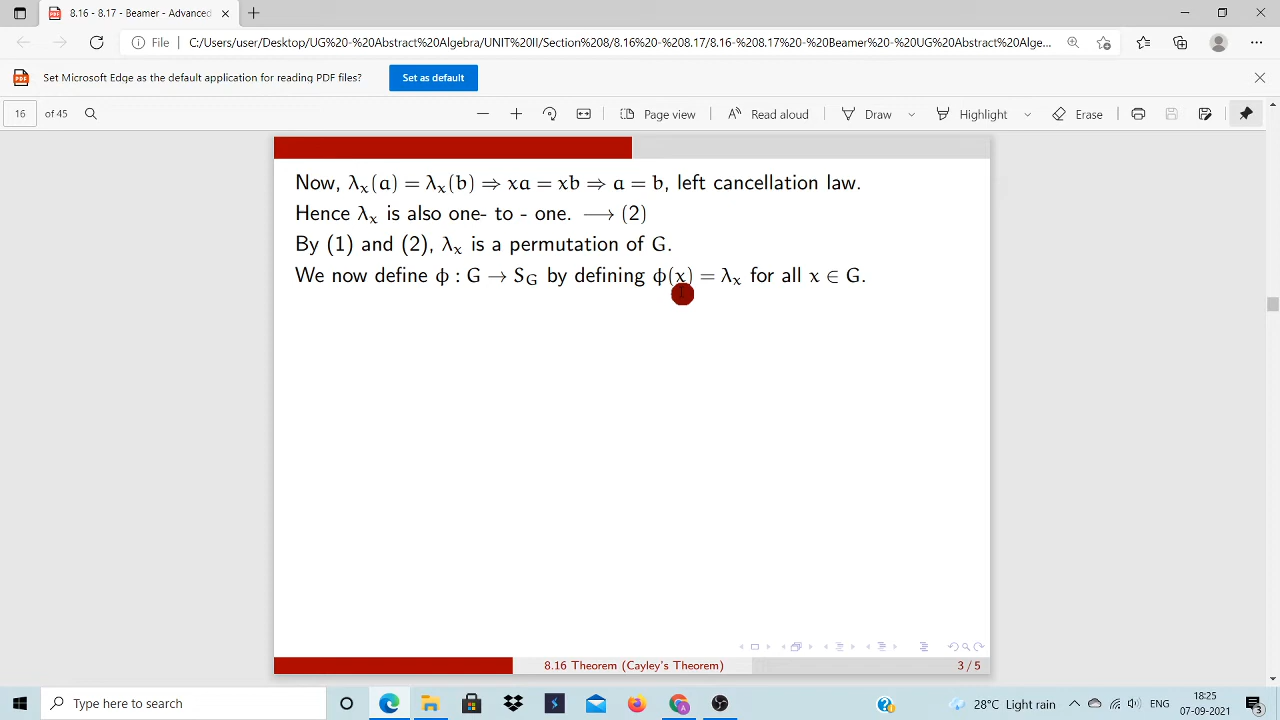 8.16 - 8.17 - Beamer - Advanced
File
C:/Users/user/Desktop/UG%20-%20Abstract%20Algebra/UNIT%20II/Section%208/8.16%20-%208.17/8.16-%208.17%20-%20Beamer%20-%20UG%20Abstract%20Alge...
Set Microsoft Edge as the default application for reading PDF files? Set as default
16 of 45 Page view Read aloud Draw Highlight Erase
Now, λₓ(a) = λₓ(b) ⇒ xa = xb ⇒ a = b, left cancellation law.
Hence λₓ is also one- to - one. ⟶ (2)
By (1) and (2), λₓ is a permutation of G.
We now define ϕ : G → S_G by defining ϕ(x) = λₓ for all x ∈ G.
8.16 Theorem (Cayley's Theorem) 3 / 5
Type here to search
28°C Light rain ENG
18:25
07-09-2021
3